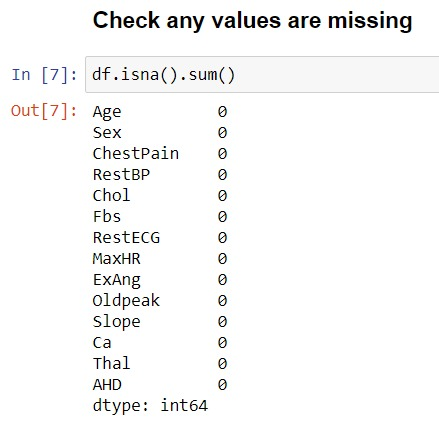 Check any values are missing
In [7]: df.isna().sum()
Out[7]: Age 0
Sex 0
ChestPain 0
RestBP 0
Chol 0
Fbs 0
RestECG 0
MaxHR 0
ExAng 0
Oldpeak 0
Slope 0
Ca 0
Thal 0
AHD 0
dtype: int64